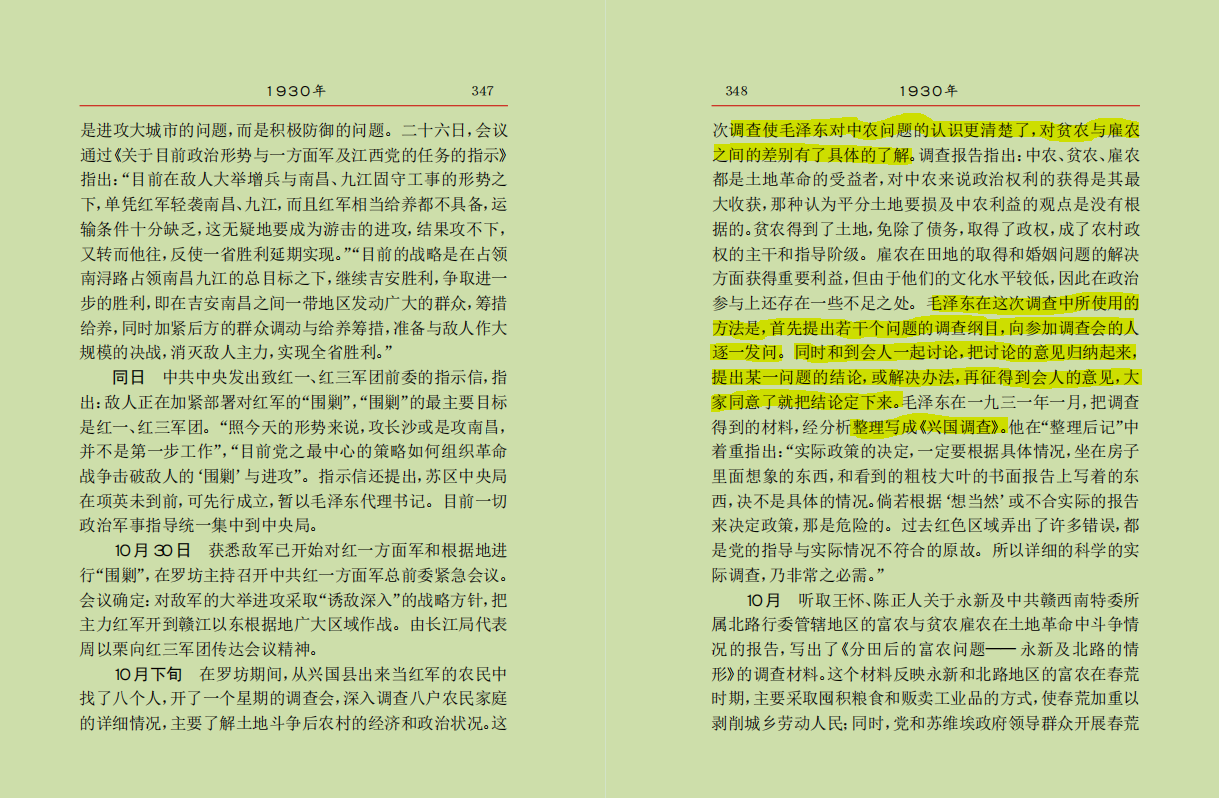 1930年 347
是进攻大城市的问题,而是积极防御的问题。二十六日,会议
通过《关于目前政治形势与一方面军及江西党的任务的指示》
指出:“目前在敌人大举增兵与南昌、九江固守工事的形势之
下,单凭红军轻袭南昌、九江,而且红军相当给养都不具备,运
输条件十分缺乏,这无疑地要成为游击的进攻,结果攻不下,
又转而他往,反使一省胜利延期实现。”“目前的战略是在占领
南浔路占领南昌九江的总目标之下,继续吉安胜利,争取进一
步的胜利,即在吉安南昌之间一带地区发动广大的群众,筹措
给养,同时加紧后方的群众调动与给养筹措,准备与敌人作大
规模的决战,消灭敌人主力,实现全省胜利。”
同日 中共中央发出致红一、红三军团前委的指示信,指
出:敌人正在加紧部署对红军的“围剿”,“围剿”的最主要目标
是红一、红三军团。“照今天的形势来说,攻长沙或是攻南昌,
并不是第一步工作”,“目前党之最中心的策略如何组织革命
战争击破敌人的‘围剿’与进攻”。指示信还提出,苏区中央局
在项英未到前,可先行成立,暂以毛泽东代理书记。目前一切
政治军事指导统一集中到中央局。
10月30日 获悉敌军已开始对红一方面军和根据地进
行“围剿”,在罗坊主持召开中共红一方面军总前委紧急会议。
会议确定:对敌军的大举进攻采取“诱敌深入”的战略方针,把
主力红军开到赣江以东根据地广大区域作战。由长江局代表
周以栗向红三军团传达会议精神。
10月下旬 在罗坊期间,从兴国县出来当红军的农民中
找了八个人,开了一个星期的调查会,深入调查八户农民家庭
的详细情况,主要了解土地斗争后农村的经济和政治状况。这
348 1930年
次调查使毛泽东对中农问题的认识更清楚了,对贫农与雇农
之间的差别有了具体的了解。调查报告指出:中农、贫农、雇农
都是土地革命的受益者,对中农来说政治权利的获得是其最
大收获,那种认为平分土地要损及中农利益的观点是没有根
据的。贫农得到了土地,免除了债务,取得了政权,成了农村政
权的主干和指导阶级。雇农在田地的取得和婚姻问题的解决
方面获得重要利益,但由于他们的文化水平较低,因此在政治
参与上还存在一些不足之处。毛泽东在这次调查中所使用的
方法是,首先提出若干个问题的调查纲目,向参加调查会的人
逐一发问。同时和到会人一起讨论,把讨论的意见归纳起来,
提出某一问题的结论,或解决办法,再征得到会人的意见,大
家同意了就把结论定下来。毛泽东在一九三一年一月,把调查
得到的材料,经分析整理写成《兴国调查》。他在“整理后记”中
着重指出:“实际政策的决定,一定要根据具体情况,坐在房子
里面想象的东西,和看到的粗枝大叶的书面报告上写着的东
西,决不是具体的情况。倘若根据‘想当然’或不合实际的报告
来决定政策,那是危险的。过去红色区域弄出了许多错误,都
是党的指导与实际情况不符合的原故。所以详细的科学的实
际调查,乃非常之必需。”
10月 听取王怀、陈正人关于永新及中共赣西南特委所
属北路行委管辖地区的富农与贫农雇农在土地革命中斗争情
况的报告,写出了《分田后的富农问题——永新及北路的情
形》的调查材料。这个材料反映永新和北路地区的富农在春荒
时期,主要采取囤积粮食和贩卖工业品的方式,使春荒加重以
剥削城乡劳动人民;同时,党和苏维埃政府领导群众开展春荒